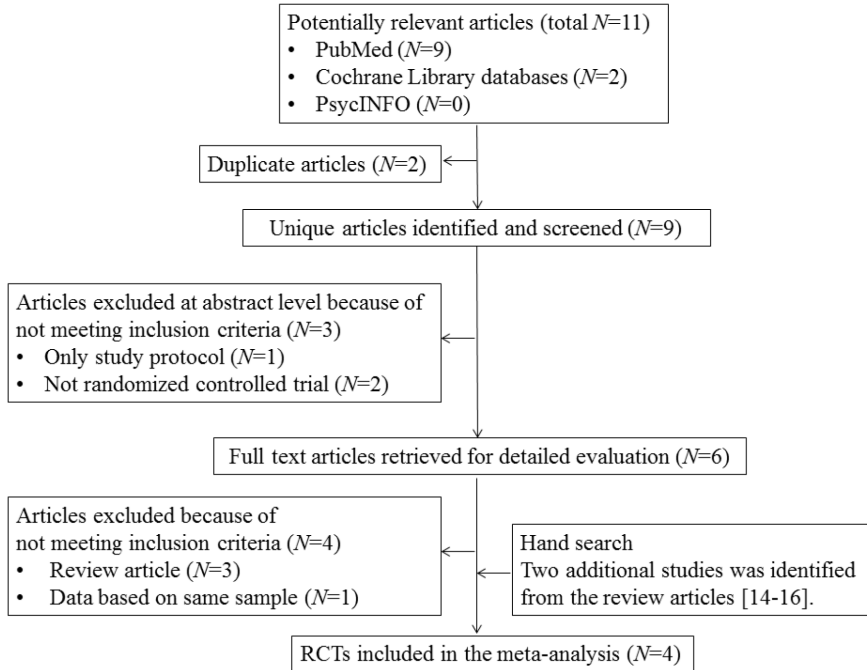 Potentially relevant articles (total N=11)
• PubMed (N=9)
• Cochrane Library databases (N=2)
• PsycINFO (N=0)
Duplicate articles (N=2)
Unique articles identified and screened (N=9)
Articles excluded at abstract level because of
not meeting inclusion criteria (N=3)
• Only study protocol (N=1)
• Not randomized controlled trial (N=2)
Full text articles retrieved for detailed evaluation (N=6)
Articles excluded because of
not meeting inclusion criteria (N=4)
• Review article (N=3)
• Data based on same sample (N=1)
Hand search
Two additional studies was identified
from the review articles [14-16].
RCTs included in the meta-analysis (N=4)